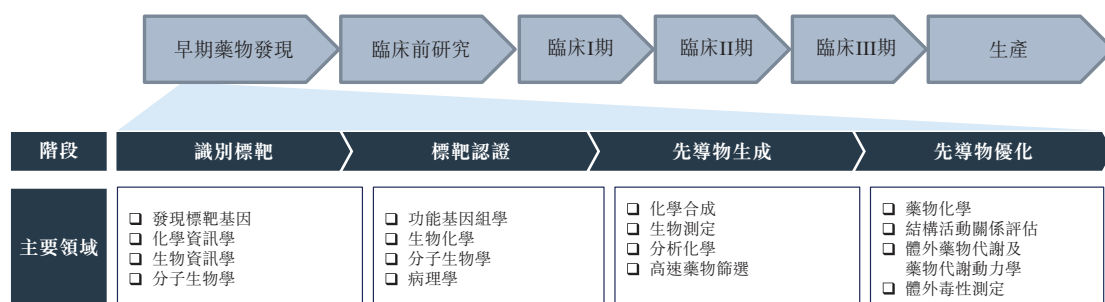 早期藥物發現
臨床前研究
臨床I期
臨床II期
臨床III期
生產
階段
識別標靶
標靶認證
先導物生成
先導物優化
主要領域
❑ 發現標靶基因
❑ 化學資訊學
❑ 生物資訊學
❑ 分子生物學
❑ 功能基因組學
❑ 生物化學
❑ 分子生物學
❑ 病理學
❑ 化學合成
❑ 生物測定
❑ 分析化學
❑ 高速藥物篩選
❑ 藥物化學
❑ 結構活動關係評估
❑ 體外藥物代謝及
藥物代謝動力學
❑ 體外毒性測定